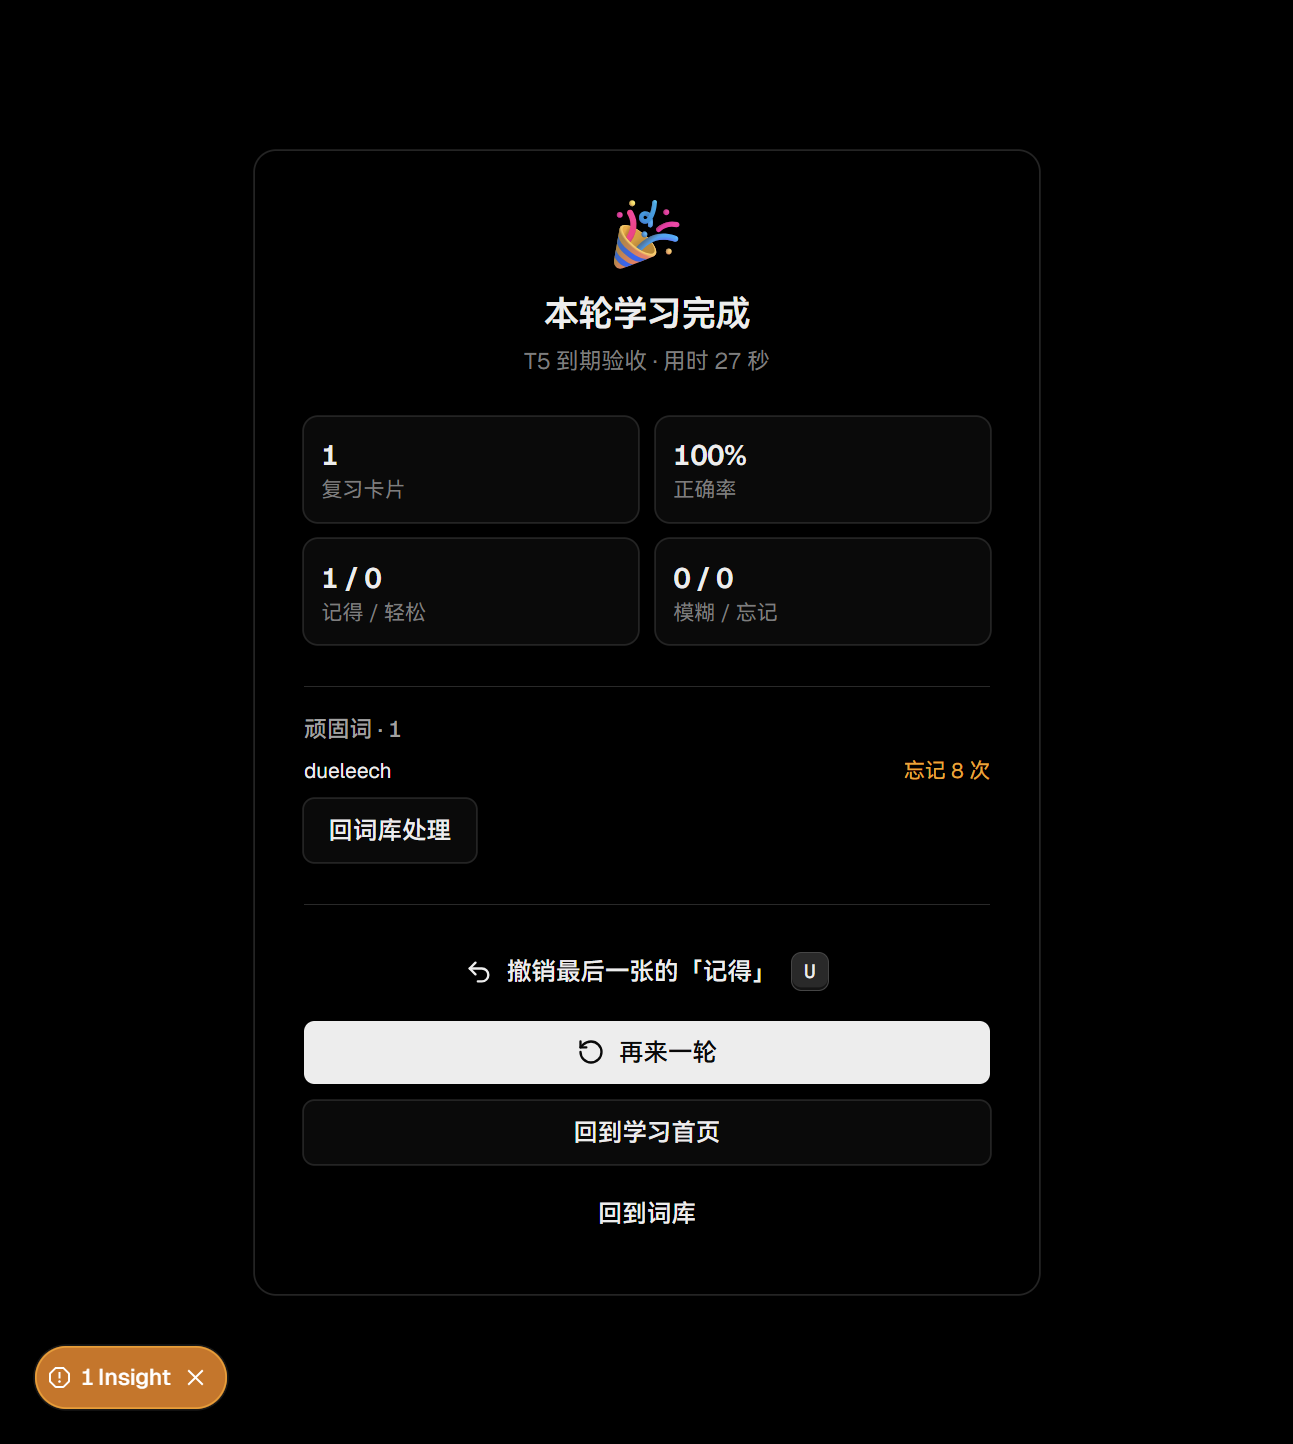 本轮学习完成
T5 到期验收 · 用时 27 秒
1
复习卡片
100%
正确率
1 / 0
记得 / 轻松
0 / 0
模糊 / 忘记
顽固词 · 1
dueleech 忘记 8 次
回词库处理
撤销最后一张的「记得」 U
再来一轮
回到学习首页
回到词库
1 Insight